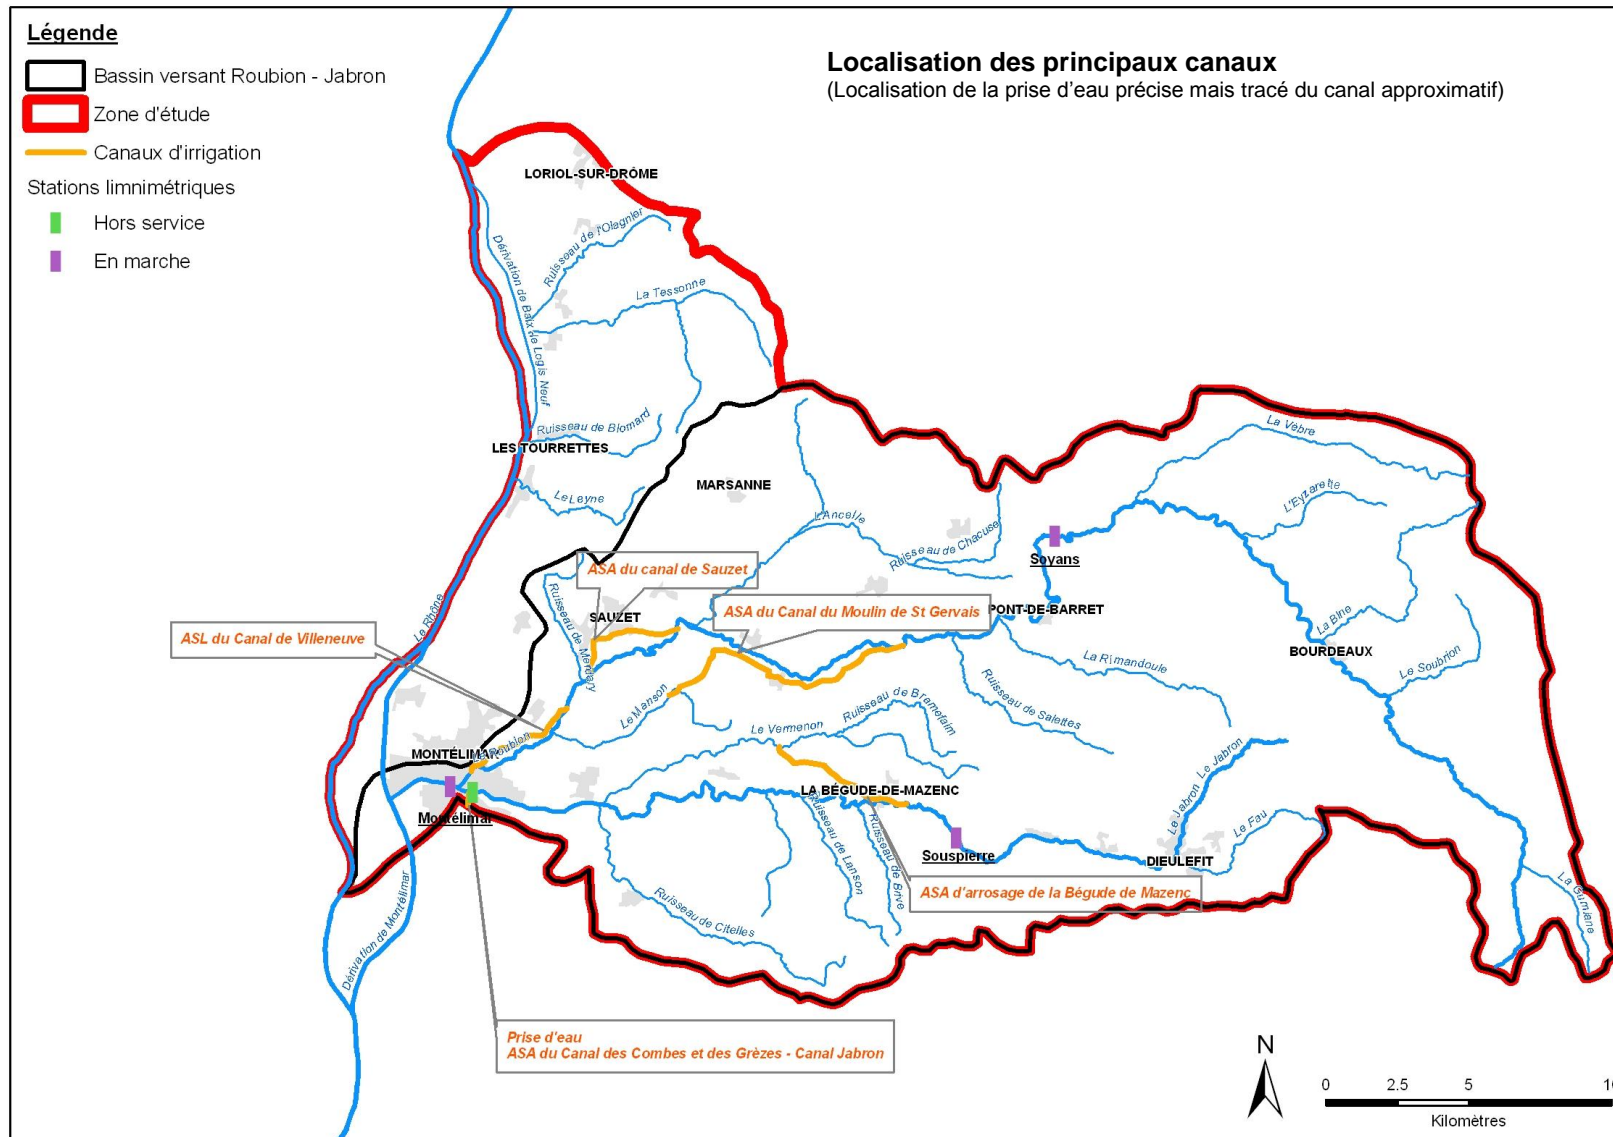 Légende
Bassin versant Roubion - Jabron
Zone d'étude
Canaux d'irrigation
Stations limnimétriques
Hors service
En marche
Localisation des principaux canaux
(Localisation de la prise d'eau précise mais tracé du canal approximatif)
LORIOL-SUR-DRÔME
Ruisseau de l'Olagnier
Dérivation de Baix de Logis Neuf
La Tessonne
Ruisseau de Blomard
LES TOURRETTES
Le Leyne
MARSANNE
L'Ancelle
Ruisseau de Chacuse
La Vèbre
L'Eyzarette
Soyans
ASA du canal de Sauzet
Ruisseau de Merdary
SAUZET
ASA du Canal du Moulin de St Gervais
PONT-DE-BARRET
La Bine
BOURDEAUX
Le Soubrion
Le Rhône
ASL du Canal de Villeneuve
La Rimandoule
Ruisseau de Salettes
Le Manson
Ruisseau de Bramefaim
Le Vermenon
MONTÉLIMAR
Le Roubion
Le Jabron
Le Jabron
LA BÉGUDE-DE-MAZENC
Montélimar
Ruisseau de Lanson
Ruisseau de Brive
Souspierre
Le Fau
DIEULEFIT
ASA d'arrosage de la Bégude de Mazenc
La Gumiane
Ruisseau de Citelles
Dérivation de Montélimar
Prise d'eau
ASA du Canal des Combes et des Grèzes - Canal Jabron
N
0 2.5 5 10
Kilomètres